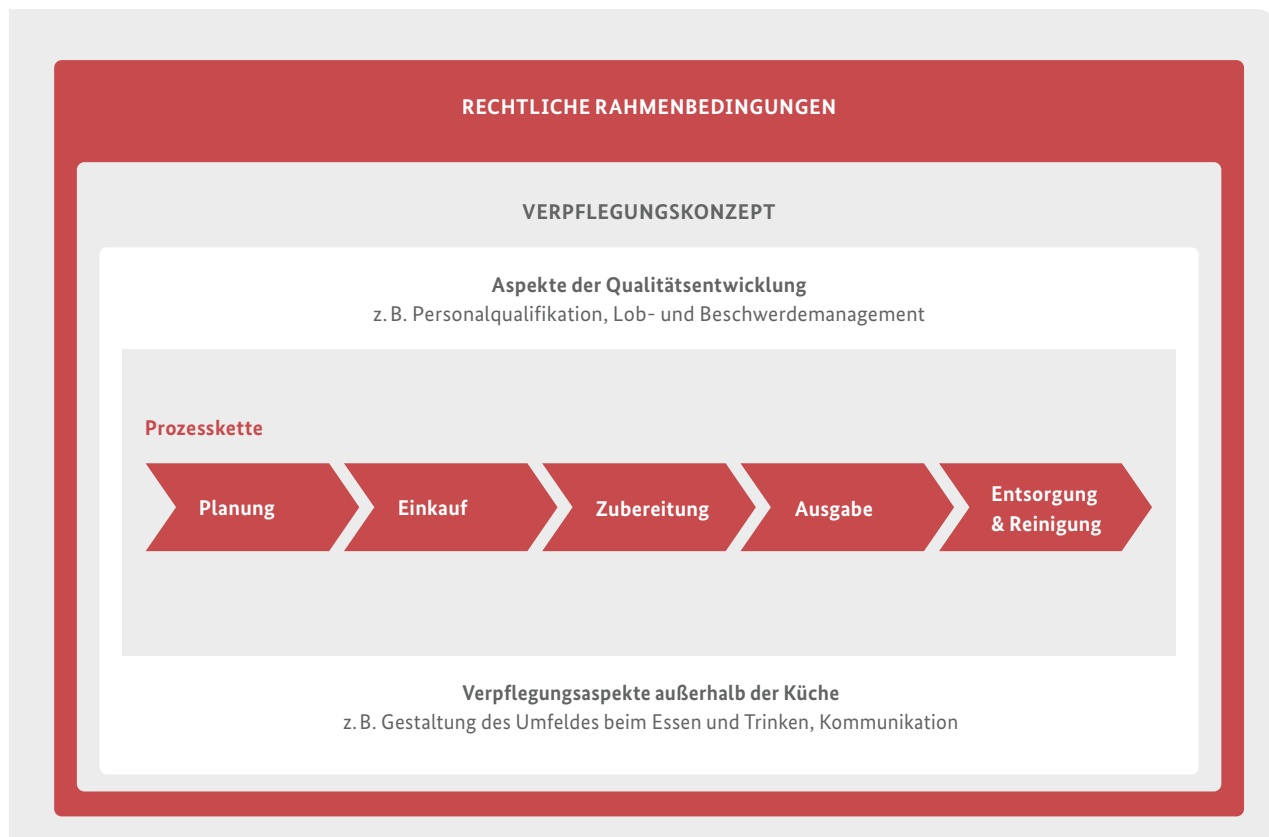 RECHTLICHE RAHMENBEDINGUNGEN
VERPFLEGUNGSKONZEPT
Aspekte der Qualitätsentwicklung
z. B. Personalqualifikation, Lob- und Beschwerdemanagement
Prozesskette
Planung
Einkauf
Zubereitung
Ausgabe
Entsorgung
& Reinigung
Verpflegungsaspekte außerhalb der Küche
z. B. Gestaltung des Umfeldes beim Essen und Trinken, Kommunikation